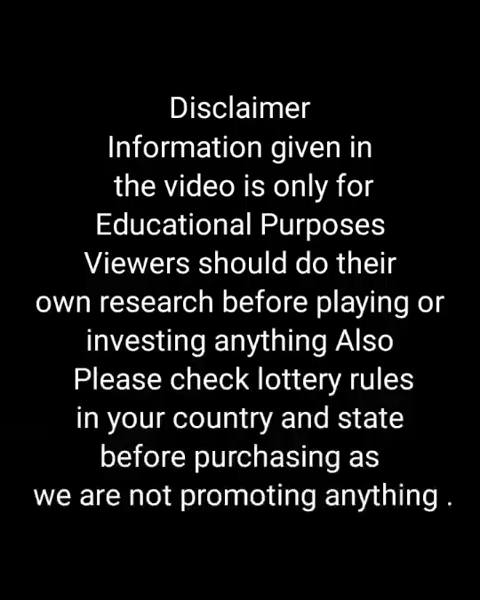 Disclaimer
Information given in
the video is only for
Educational Purposes
Viewers should do their
own research before playing or
investing anything Also
Please check lottery rules
in your country and state
before purchasing as
we are not promoting anything .